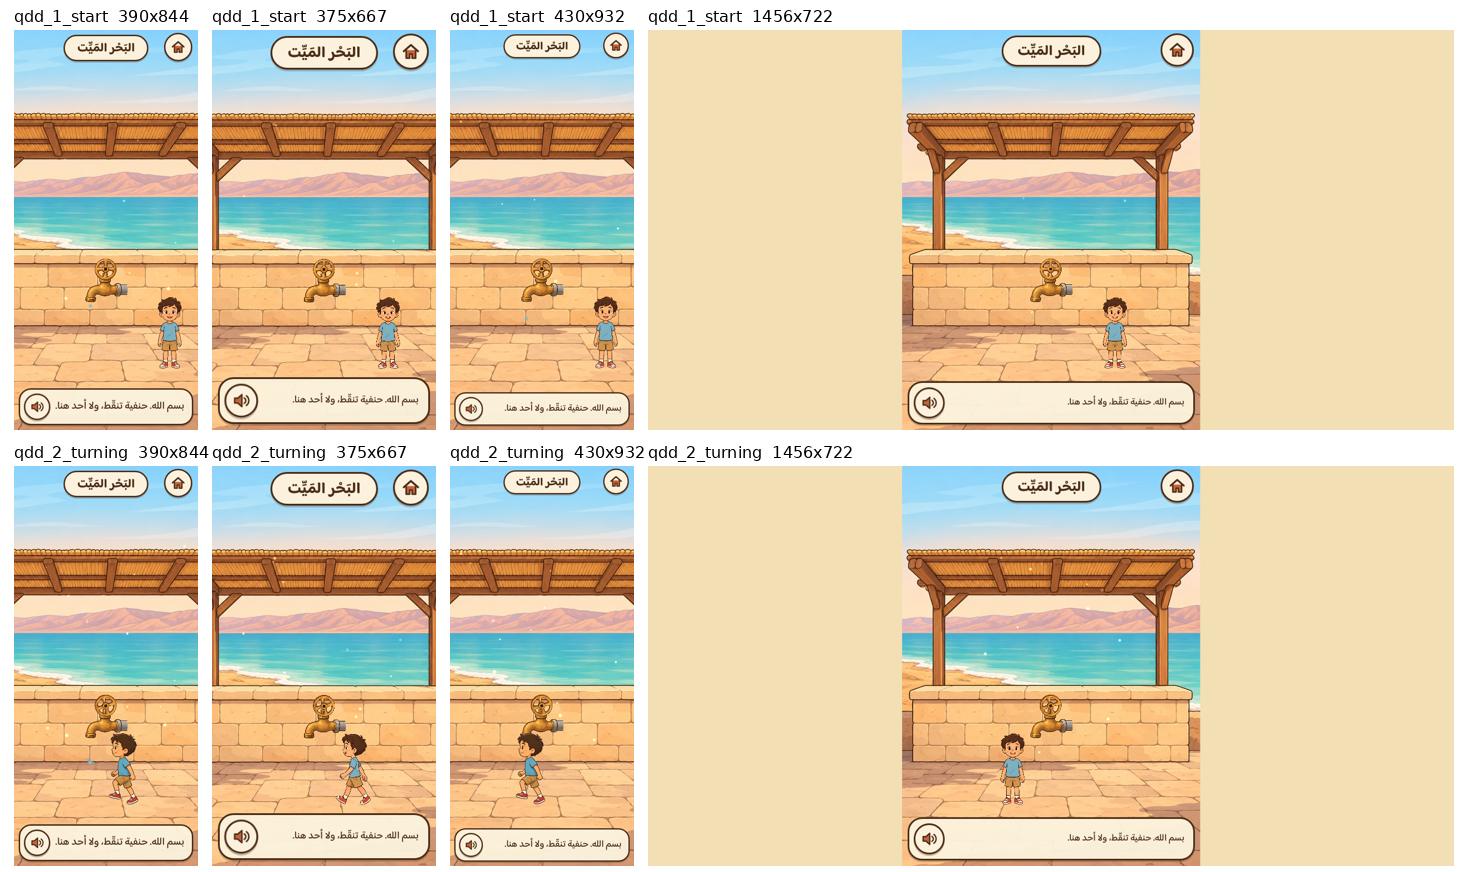 qdd_1_start 390x844
البَحْر المَيِّت
بسم الله. حنفية تنقّط، ولا أحد هنا.
qdd_1_start 375x667
البَحْر المَيِّت
بسم الله. حنفية تنقّط، ولا أحد هنا.
qdd_1_start 430x932
البَحْر المَيِّت
بسم الله. حنفية تنقّط، ولا أحد هنا.
qdd_1_start 1456x722
البَحْر المَيِّت
بسم الله. حنفية تنقّط، ولا أحد هنا.
qdd_2_turning 390x844
البَحْر المَيِّت
بسم الله. حنفية تنقّط، ولا أحد هنا.
qdd_2_turning 375x667
البَحْر المَيِّت
بسم الله. حنفية تنقّط، ولا أحد هنا.
qdd_2_turning 430x932
البَحْر المَيِّت
بسم الله. حنفية تنقّط، ولا أحد هنا.
qdd_2_turning 1456x722
البَحْر المَيِّت
بسم الله. حنفية تنقّط، ولا أحد هنا.